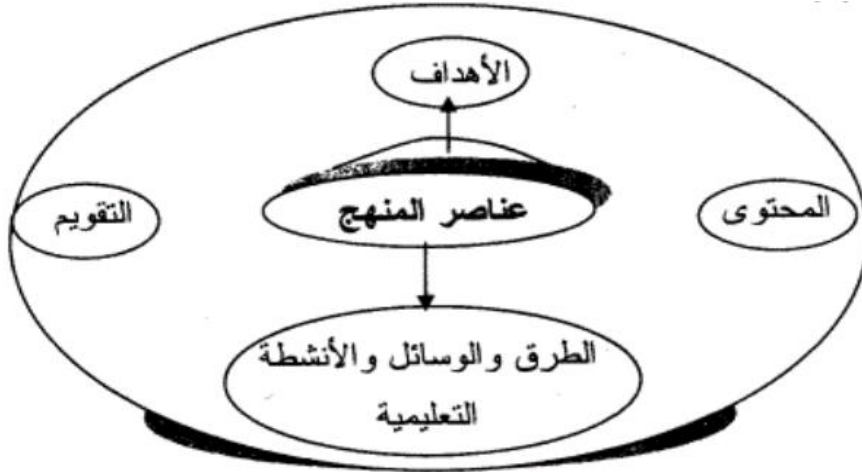 الأهداف
المحتوى
عناصر المنهج
التقويم
الطرق والوسائل والأنشطة
التعليمية